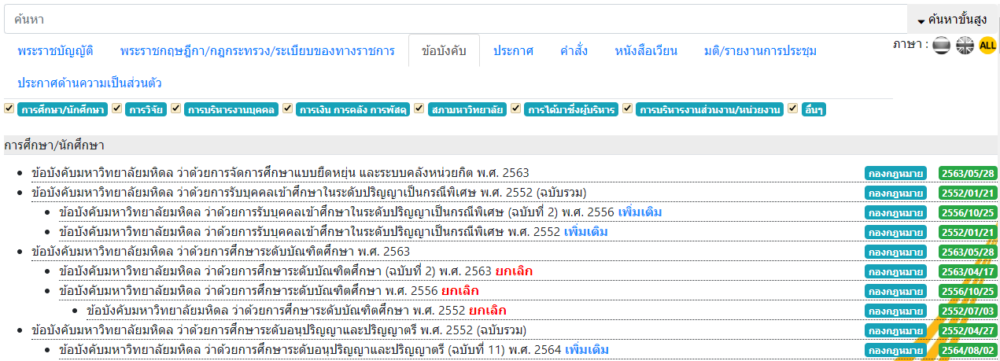 ค้นหา ค้นหาขั้นสูง
พระราชบัญญัติ พระราชกฤษฎีกา/กฎกระทรวง/ระเบียบของทางราชการ ข้อบังคับ ประกาศ คำสั่ง หนังสือเวียน มติ/รายงานการประชุม ภาษา : ALL
ประกาศด้านความเป็นส่วนตัว
การศึกษา/นักศึกษา การวิจัย การบริหารงานบุคคล การเงิน การคลัง การพัสดุ สภามหาวิทยาลัย การได้มาซึ่งผู้บริหาร การบริหารงานส่วนงาน/หน่วยงาน อื่นๆ
การศึกษา/นักศึกษา
ข้อบังคับมหาวิทยาลัยมหิดล ว่าด้วยการจัดการศึกษาแบบยืดหยุ่น และระบบคลังหน่วยกิต พ.ศ. 2563 กองกฎหมาย 2563/05/28
ข้อบังคับมหาวิทยาลัยมหิดล ว่าด้วยการรับบุคคลเข้าศึกษาในระดับปริญญาเป็นกรณีพิเศษ พ.ศ. 2552 (ฉบับรวม) กองกฎหมาย 2552/01/21
ข้อบังคับมหาวิทยาลัยมหิดล ว่าด้วยการรับบุคคลเข้าศึกษาในระดับปริญญาเป็นกรณีพิเศษ (ฉบับที่ 2) พ.ศ. 2556 เพิ่มเติม กองกฎหมาย 2556/10/25
ข้อบังคับมหาวิทยาลัยมหิดล ว่าด้วยการรับบุคคลเข้าศึกษาในระดับปริญญาเป็นกรณีพิเศษ พ.ศ. 2552 เพิ่มเติม กองกฎหมาย 2552/01/21
ข้อบังคับมหาวิทยาลัยมหิดล ว่าด้วยการศึกษาระดับบัณฑิตศึกษา พ.ศ. 2563 กองกฎหมาย 2563/05/28
ข้อบังคับมหาวิทยาลัยมหิดล ว่าด้วยการศึกษาระดับบัณฑิตศึกษา (ฉบับที่ 2) พ.ศ. 2563 ยกเลิก กองกฎหมาย 2563/04/17
ข้อบังคับมหาวิทยาลัยมหิดล ว่าด้วยการศึกษาระดับบัณฑิตศึกษา พ.ศ. 2556 ยกเลิก กองกฎหมาย 2556/10/25
ข้อบังคับมหาวิทยาลัยมหิดล ว่าด้วยการศึกษาระดับบัณฑิตศึกษา พ.ศ. 2552 ยกเลิก กองกฎหมาย 2552/07/03
ข้อบังคับมหาวิทยาลัยมหิดล ว่าด้วยการศึกษาระดับอนุปริญญาและปริญญาตรี พ.ศ. 2552 (ฉบับรวม) กองกฎหมาย 2552/04/27
ข้อบังคับมหาวิทยาลัยมหิดล ว่าด้วยการศึกษาระดับอนุปริญญาและปริญญาตรี (ฉบับที่ 11) พ.ศ. 2564 เพิ่มเติม กองกฎหมาย 2564/08/02